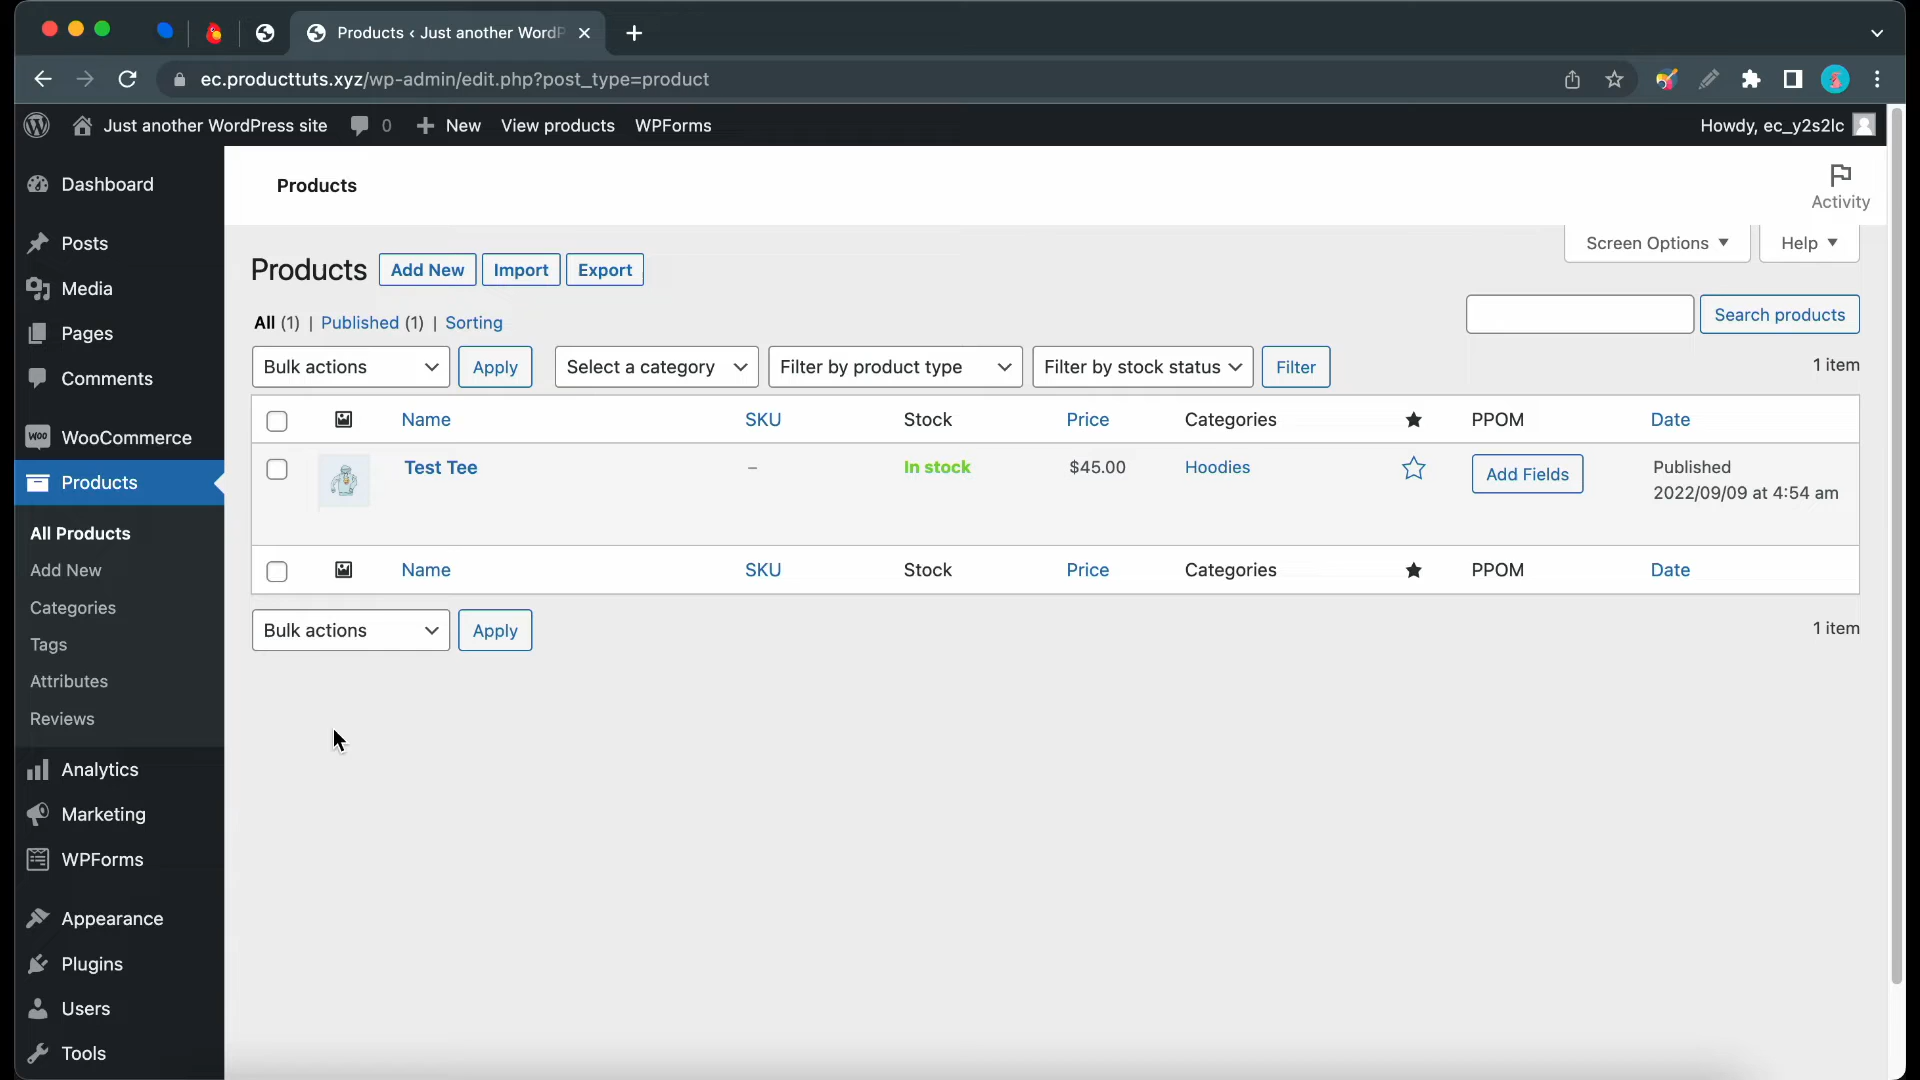 Products ‹ Just another WordP
ec.producttuts.xyz/wp-admin/edit.php?post_type=product
Just another WordPress site 0 New View products WPForms Howdy, ec_y2s2lc
Dashboard
Posts
Media
Pages
Comments
WOO WooCommerce
Products
All Products
Add New
Categories
Tags
Attributes
Reviews
Analytics
Marketing
WPForms
Appearance
Plugins
Users
Tools
Products
Activity
Screen Options ▼ Help ▼
Products Add New Import Export
All (1) | Published (1) | Sorting
Search products
Bulk actions Apply Select a category Filter by product type Filter by stock status Filter 1 item
Name SKU Stock Price Categories PPOM Date
Test Tee – In stock $45.00 Hoodies Add Fields Published
2022/09/09 at 4:54 am
Name SKU Stock Price Categories PPOM Date
Bulk actions Apply 1 item